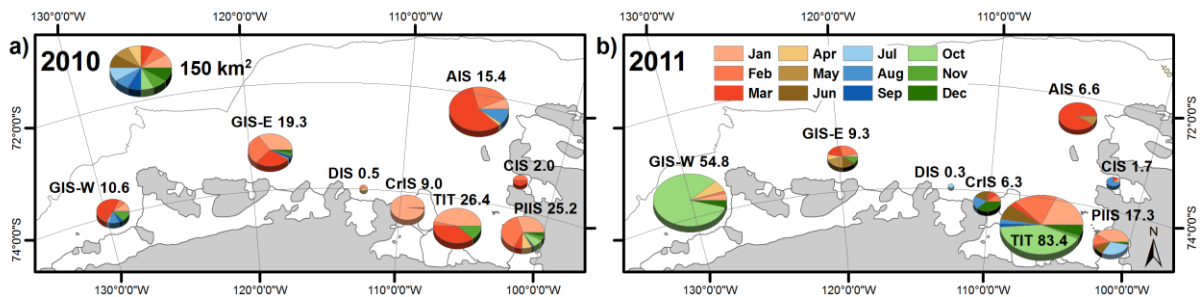 130°0'0"W 120°0'0"W 110°0'0"W
a) 2010
150 km²
AIS 15.4
GIS-E 19.3
GIS-W 10.6
DIS 0.5
CrIS 9.0
CIS 2.0
TIT 26.4
PIIS 25.2
72°0'0"S
74°0'0"S
130°0'0"W 120°0'0"W 110°0'0"W 100°0'0"W
130°0'0"W 120°0'0"W 110°0'0"W
b) 2011
Jan Apr Jul Oct
Feb May Aug Nov
Mar Jun Sep Dec
-400
AIS 6.6
GIS-E 9.3
GIS-W 54.8
DIS 0.3
CrIS 6.3
CIS 1.7
PIIS 17.3
TIT 83.4
N
72°0'0"S
74°0'0"S
130°0'0"W 120°0'0"W 110°0'0"W 100°0'0"W